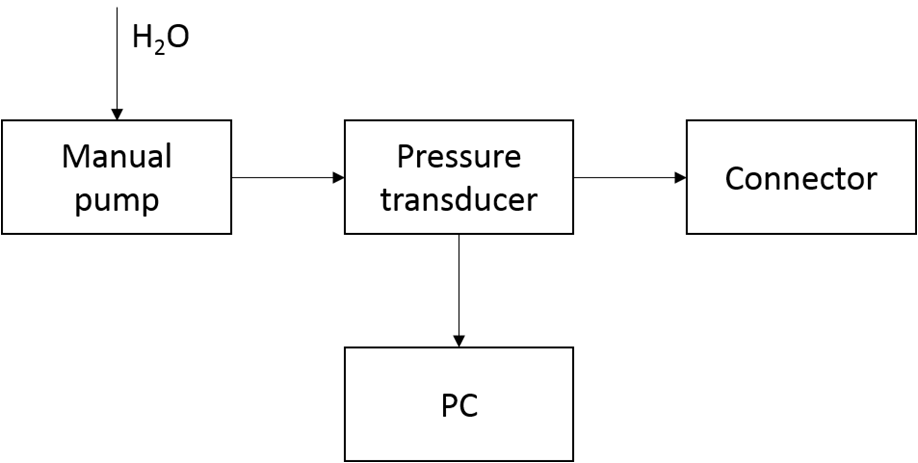 H₂O
Manual
pump
Pressure
transducer
Connector
PC